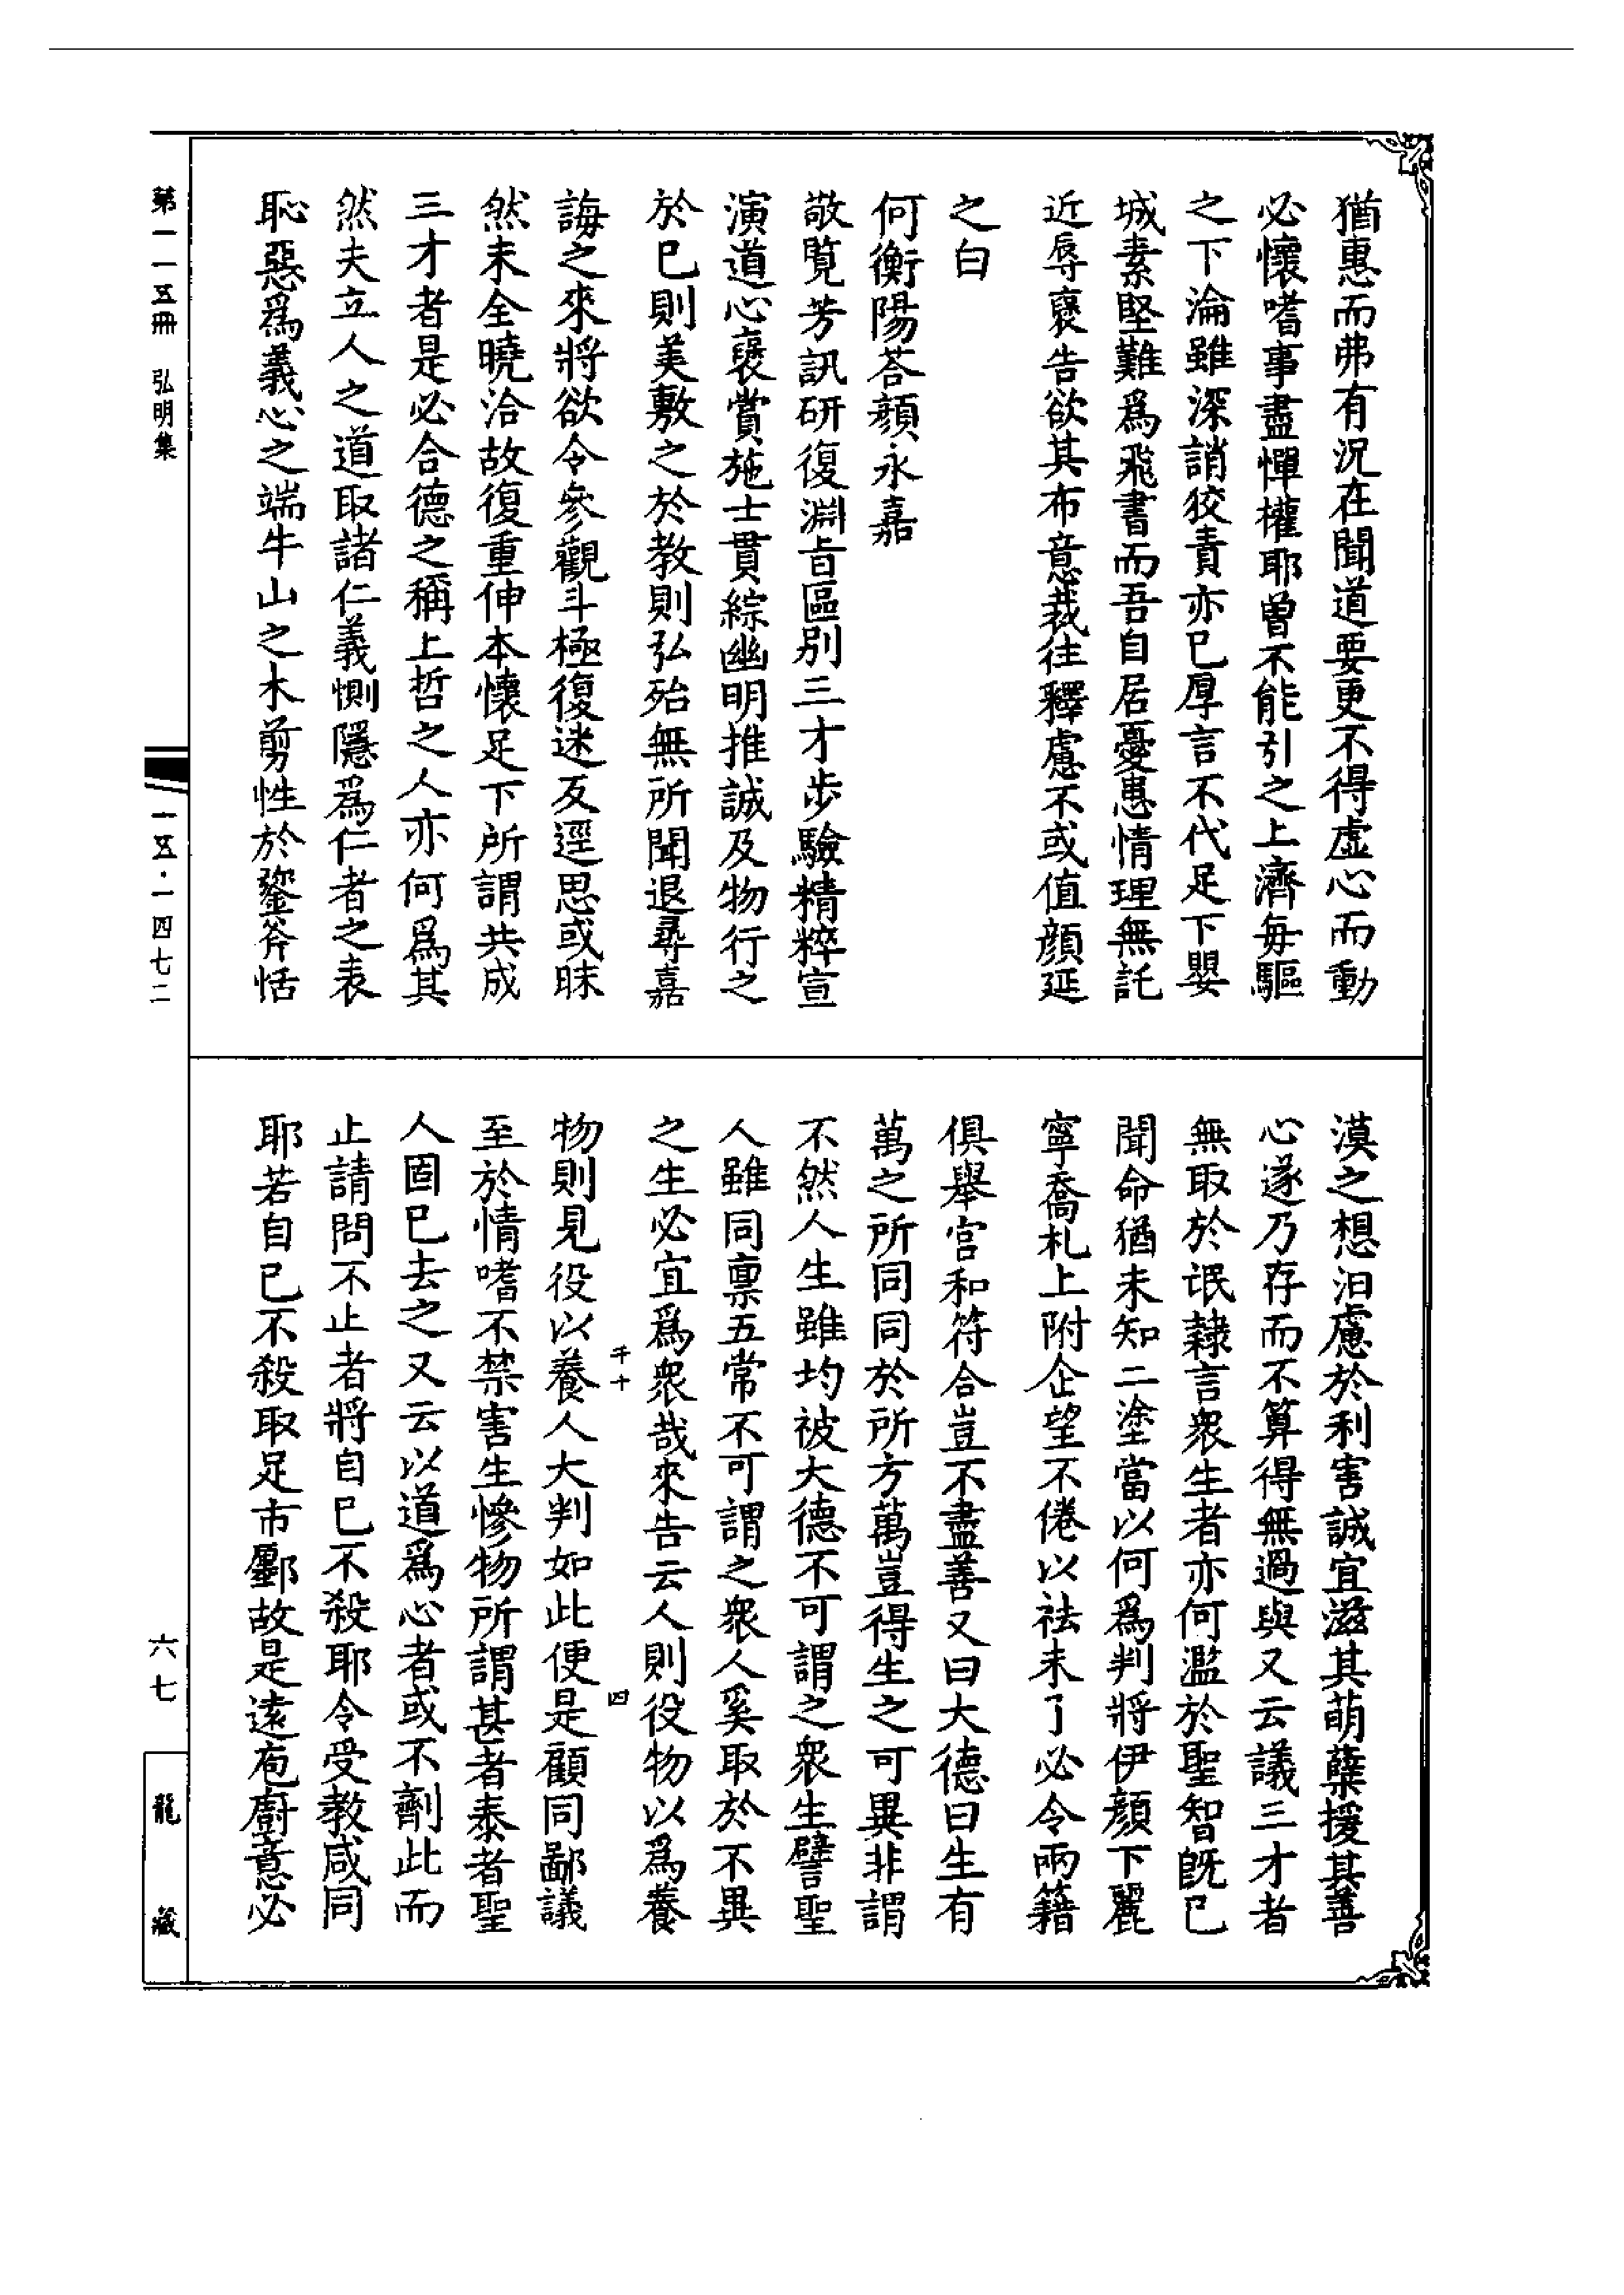 猶惠而弗有況在聞道要更不得虛心而動
必懷嗜事盡憚權耶曾不能引之上濟每驅
之下淪雖深誚狡責亦已厚言不代足下嬰
城素堅難爲飛書而吾自居憂患情理無託
近辱裒告欲其布意裁往釋慮不或值顏延
之白
何衡陽荅顏永嘉
敬覧芳訊研復淵旨區別三才步驗精粹宣
演道心裒賞施士貫綜幽明推誠及物行之
於已則美敷之於教則弘殆無所聞退尋嘉
誨之來將欲令參觀斗極復迷反逕思或昧
然未全曉洽故復重伸本懷足下所謂共成
三才者是必合德之稱上哲之人亦何爲其
然夫立人之道取諸仁義惻隱爲仁者之表
恥惡爲義心之端牛山之木剪性於鐢斧恬
漠之想汩慮於利害誠宜滋其萌蘖援其善
心遂乃存而不算得無過與又云議三才者
無取於氓隸言衆生者亦何濫於聖智旣已
聞命猶未知二塗當以何爲判將伊顏下麗
寧喬札上附企望不倦以祛未了必令兩籍
俱舉宮和符合豈不盡善又曰大德曰生有
萬之所同同於所方萬豈得生之可異非謂
不然人生雖均被大德不可謂之衆生譬聖
人雖同禀五常不可謂之衆人奚取於不異
之生必宜爲衆哉來告云人則役物以爲養
物則見役以養人大判如此便是顧同鄙議
至於情嗜不禁害生慘物所謂甚者泰者聖
人固已去之又云以道爲心者或不劑此而
止請問不止者將自已不殺耶令受教咸同
耶若自已不殺取足市鄽故是遠庖廚意必
千十
四
第一一五冊 弘明集
一五·一四七二
六七
龍藏